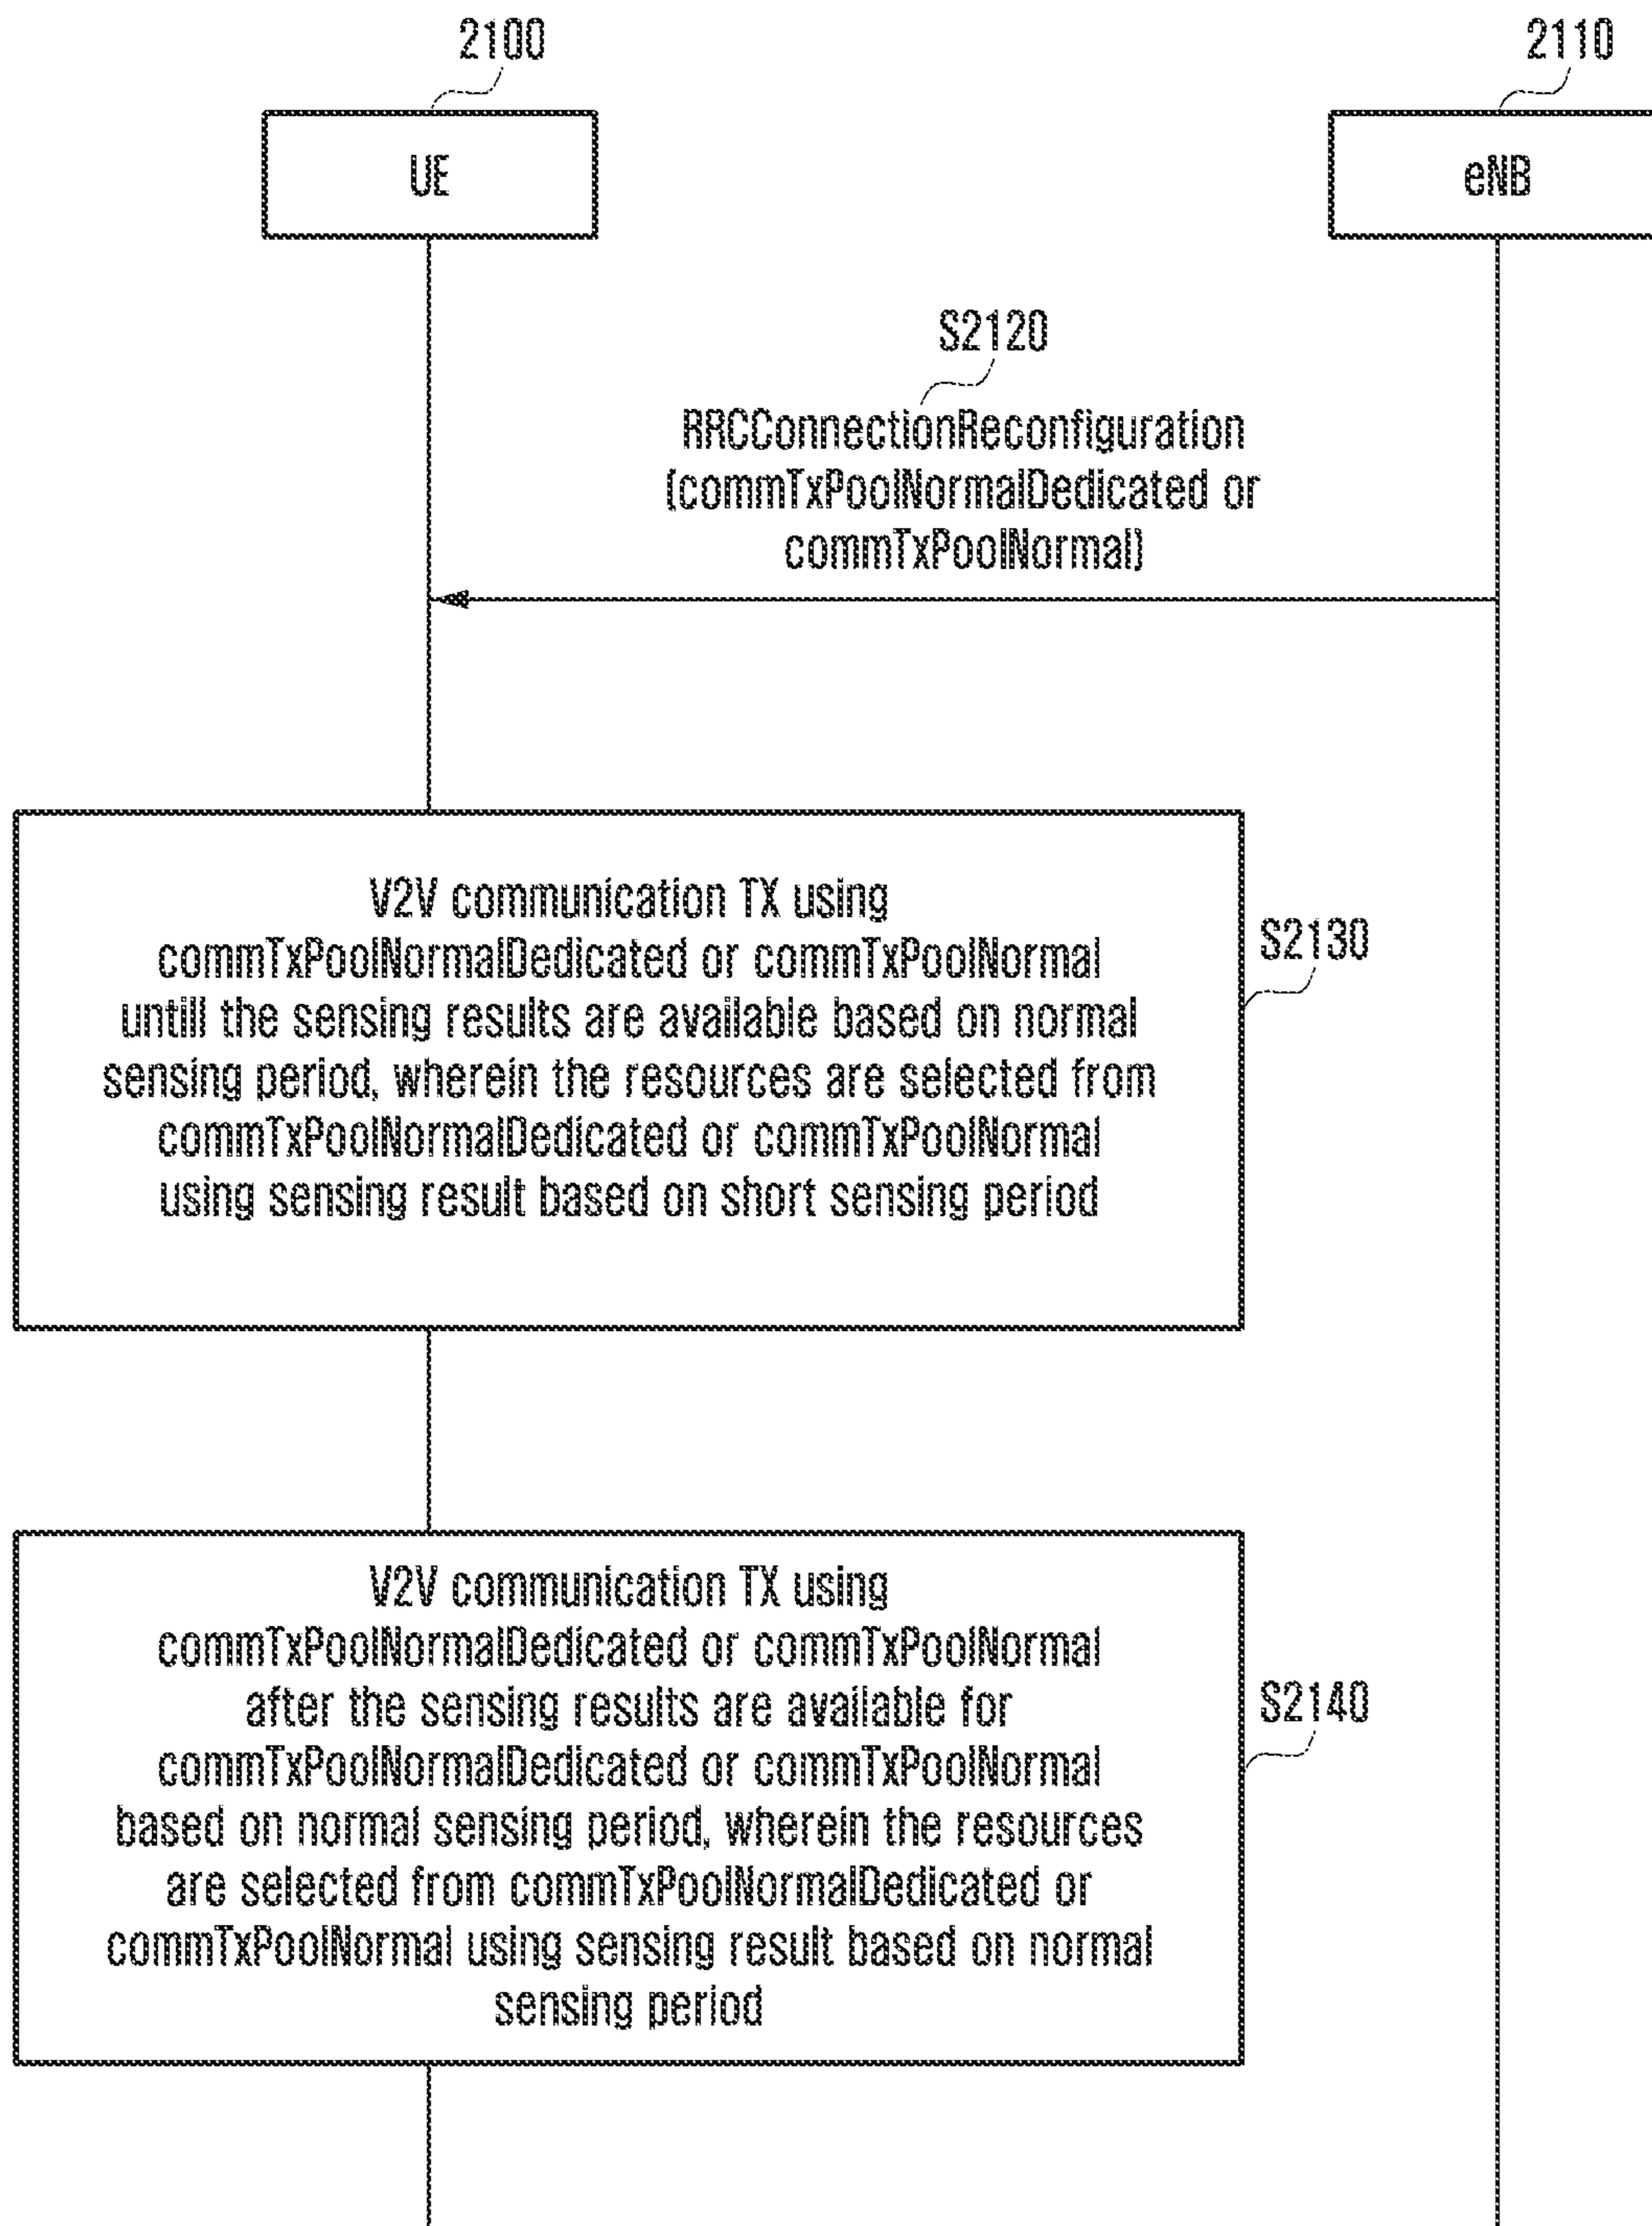 2100
2110
UE
eNB
S2120
RRCConnectionReconfiguration
(commTxPoolNormalDedicated or
commTxPoolNormal)
V2V communication TX using
commTxPoolNormalDedicated or commTxPoolNormal
untill the sensing results are available based on normal
sensing period, wherein the resources are selected from
commTxPoolNormalDedicated or commTxPoolNormal
using sensing result based on short sensing period
S2130
V2V communication TX using
commTxPoolNormalDedicated or commTxPoolNormal
after the sensing results are available for
commTxPoolNormalDedicated or commTxPoolNormal
based on normal sensing period, wherein the resources
are selected from commTxPoolNormalDedicated or
commTxPoolNormal using sensing result based on normal
sensing period
S2140